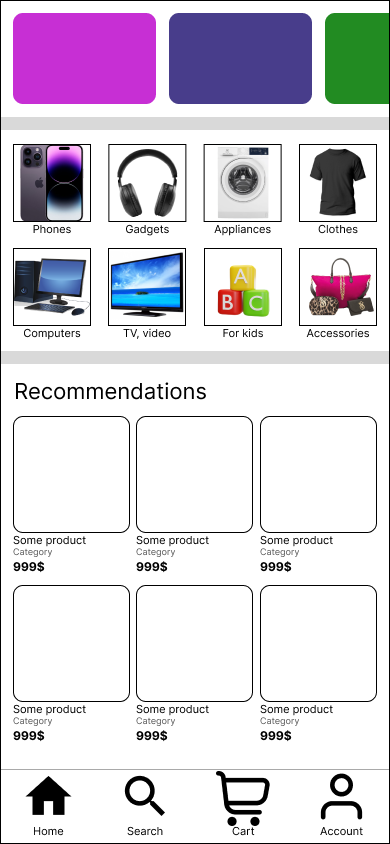 Phones Gadgets Appliances Clothes
A
B C
Computers TV, video For kids Accessories
Recommendations
Some product Some product Some product
Category Category Category
999$ 999$ 999$
Some product Some product Some product
Category Category Category
999$ 999$ 999$
Home Search Cart Account